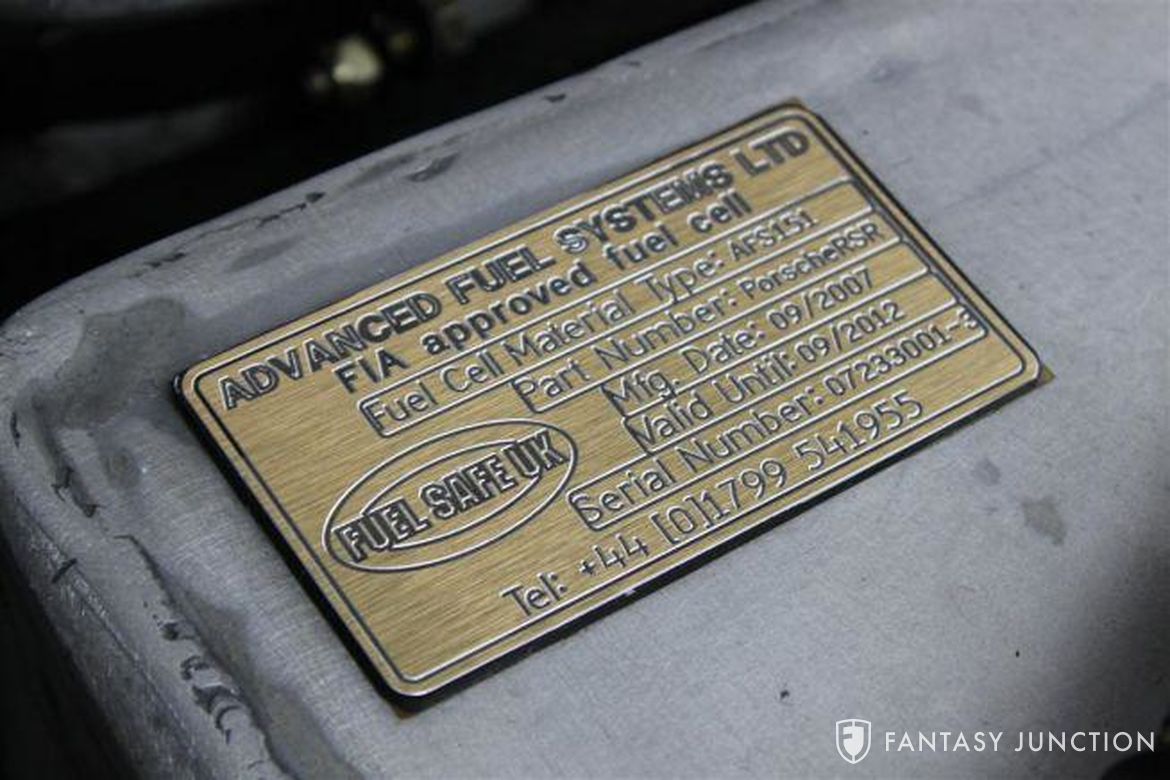 ADVANCED FUEL SYSTEMS LTD
FIA approved fuel cell
Fuel Cell Material Type: AFS151
Part Number: PorscheRSR
Mfg. Date: 09/2007
Valid Until: 09/2012
Serial Number: 07233001-3
FUEL SAFE UK
Tel: +44 [0]1799 541955
FANTASY JUNCTION